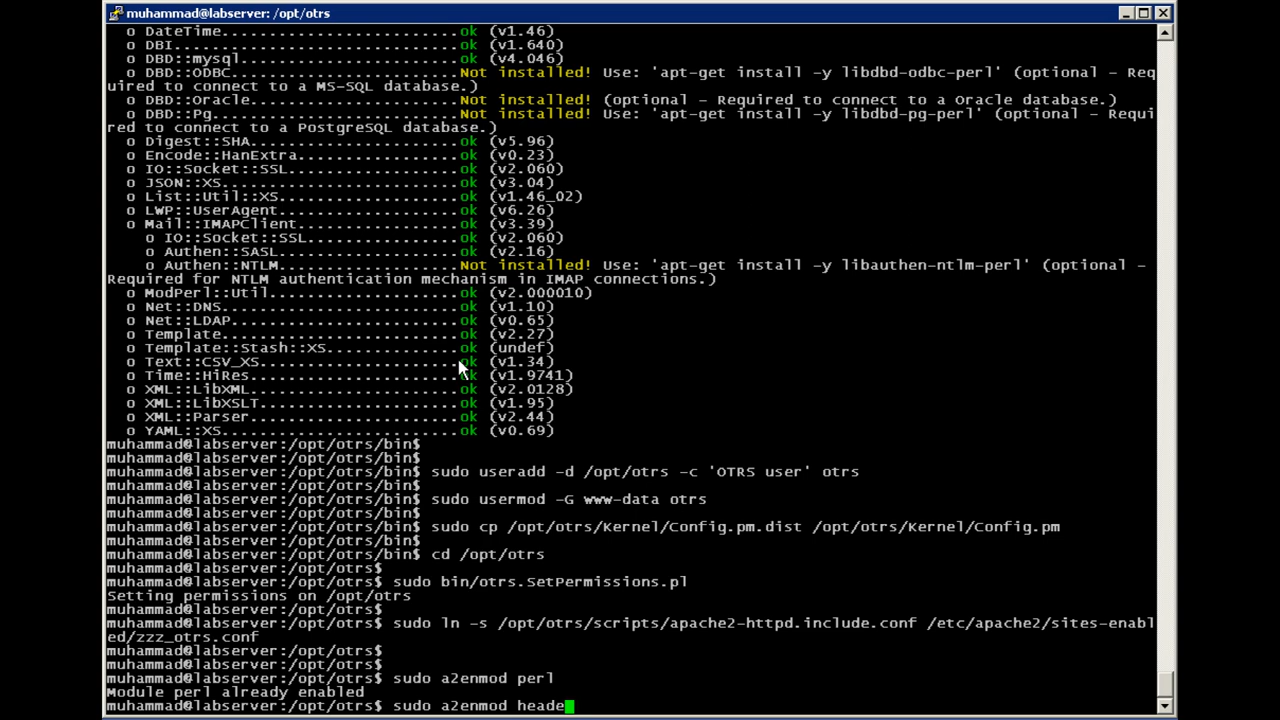 muhammad@labserver: /opt/otrs
o DateTime........................ok (v1.46)
o DBI..............................ok (v1.640)
o DBD::mysql.......................ok (v4.046)
o DBD::ODBC........................Not installed! Use: 'apt-get install -y libdbd-odbc-perl' (optional - Req
uired to connect to a MS-SQL database.)
o DBD::Oracle......................Not installed! (optional - Required to connect to a Oracle database.)
o DBD::Pg..........................Not installed! Use: 'apt-get install -y libdbd-pg-perl' (optional - Requi
red to connect to a PostgreSQL database.)
o Digest::SHA......................ok (v5.96)
o Encode::HanExtra.................ok (v0.23)
o IO::Socket::SSL..................ok (v2.060)
o JSON::XS.........................ok (v3.04)
o List::Util::XS...................ok (v1.46_02)
o LWP::UserAgent...................ok (v6.26)
o Mail::IMAPClient.................ok (v3.39)
o IO::Socket::SSL................ok (v2.060)
o Authen::SASL...................ok (v2.16)
o Authen::NTLM...................Not installed! Use: 'apt-get install -y libauthen-ntlm-perl' (optional -
Required for NTLM authentication mechanism in IMAP connections.)
o ModPerl::Util....................ok (v2.000010)
o Net::DNS.........................ok (v1.10)
o Net::LDAP........................ok (v0.65)
o Template.........................ok (v2.27)
o Template::Stash::XS..............ok (undef)
o Text::CSV_XS.....................ok (v1.34)
o Time::HiRes......................ok (v1.9741)
o XML::LibXML......................ok (v2.0128)
o XML::LibXSLT.....................ok (v1.95)
o XML::Parser......................ok (v2.44)
o YAML::XS.........................ok (v0.69)
muhammad@labserver:/opt/otrs/bin$
muhammad@labserver:/opt/otrs/bin$
muhammad@labserver:/opt/otrs/bin$ sudo useradd -d /opt/otrs -c 'OTRS user' otrs
muhammad@labserver:/opt/otrs/bin$
muhammad@labserver:/opt/otrs/bin$ sudo usermod -G www-data otrs
muhammad@labserver:/opt/otrs/bin$
muhammad@labserver:/opt/otrs/bin$ sudo cp /opt/otrs/Kernel/Config.pm.dist /opt/otrs/Kernel/Config.pm
muhammad@labserver:/opt/otrs/bin$
muhammad@labserver:/opt/otrs/bin$ cd /opt/otrs
muhammad@labserver:/opt/otrs$
muhammad@labserver:/opt/otrs$ sudo bin/otrs.SetPermissions.pl
Setting permissions on /opt/otrs
muhammad@labserver:/opt/otrs$
muhammad@labserver:/opt/otrs$ sudo ln -s /opt/otrs/scripts/apache2-httpd.include.conf /etc/apache2/sites-enabl
ed/zzz_otrs.conf
muhammad@labserver:/opt/otrs$
muhammad@labserver:/opt/otrs$
muhammad@labserver:/opt/otrs$ sudo a2enmod perl
Module perl already enabled
muhammad@labserver:/opt/otrs$ sudo a2enmod heade